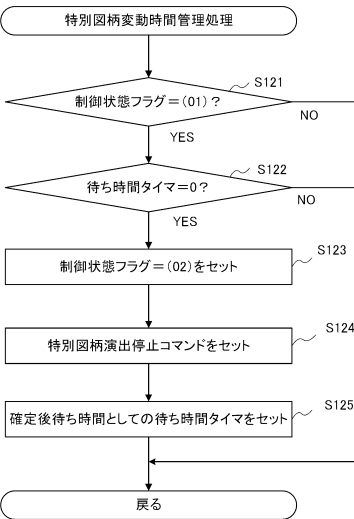 特別図柄変動時間管理処理
S121
制御状態フラグ＝（01）？
NO
YES
S122
待ち時間タイマ＝0？
NO
YES
S123
制御状態フラグ＝（02）をセット
S124
特別図柄演出停止コマンドをセット
S125
確定後待ち時間としての待ち時間タイマをセット
戻る